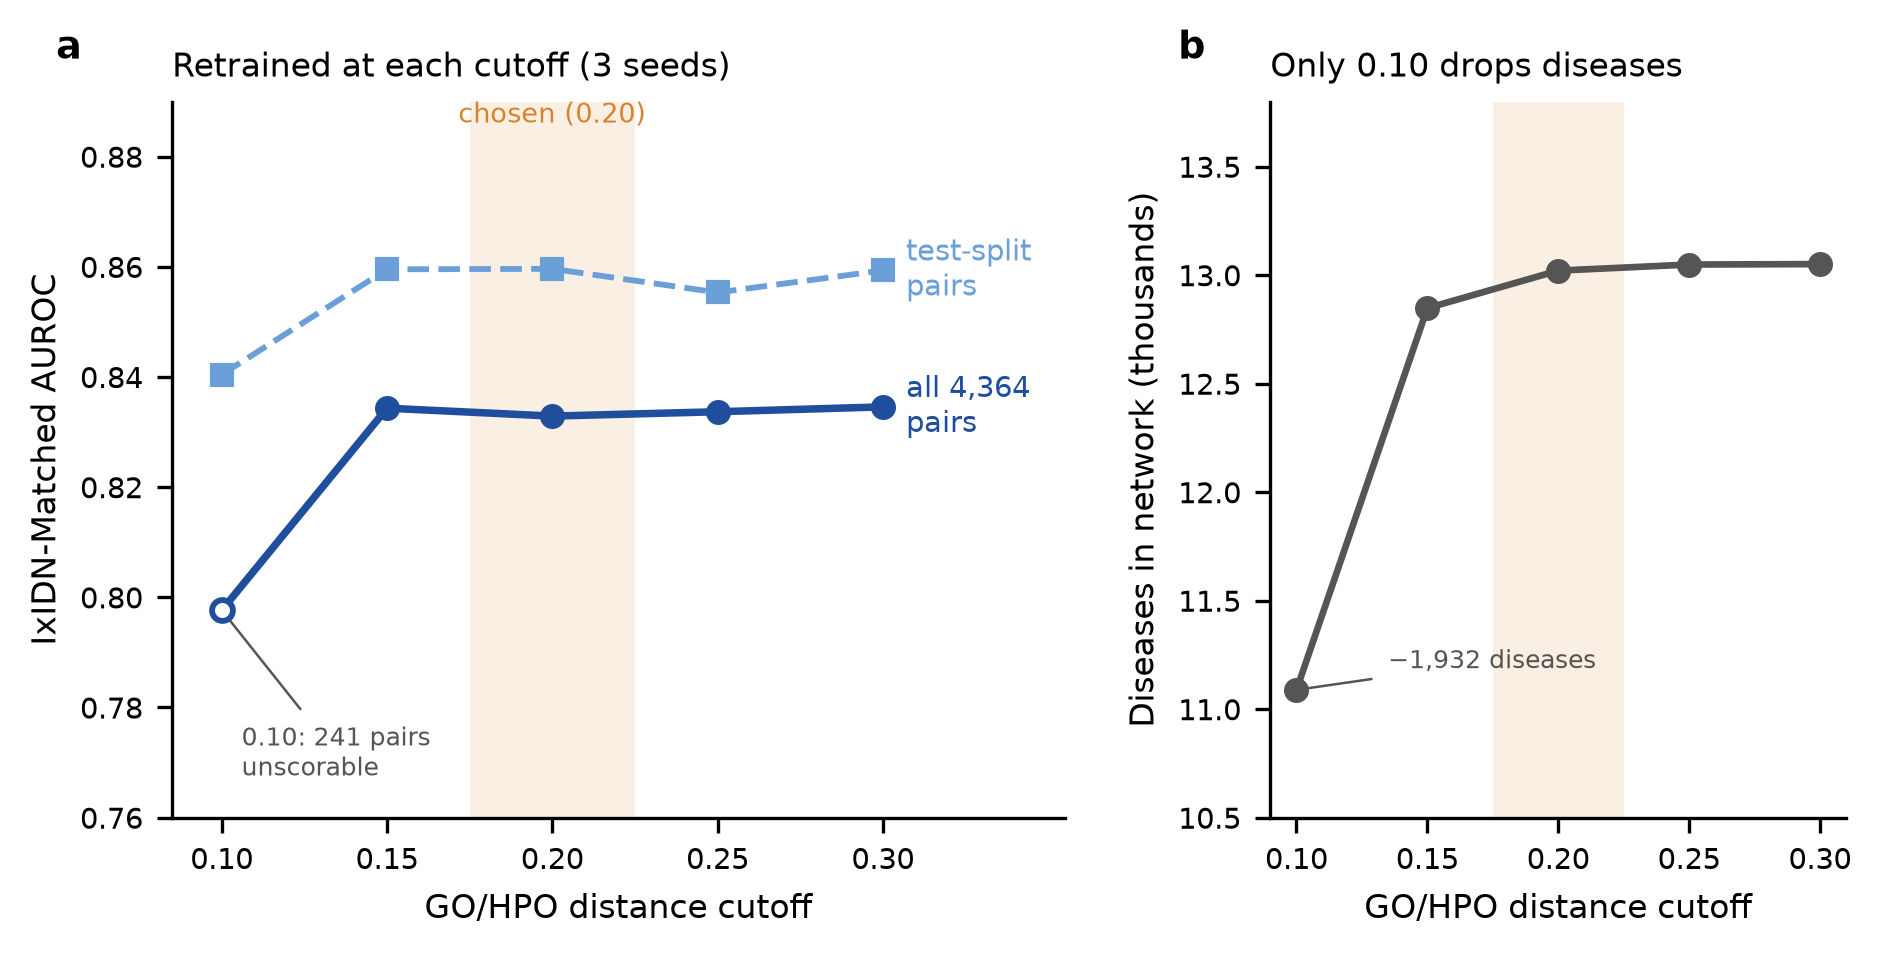 a
Retrained at each cutoff (3 seeds)
chosen (0.20)
IxIDN-Matched AUROC
0.88
0.86
0.84
0.82
0.80
0.78
0.76
test-split
pairs
all 4,364
pairs
0.10: 241 pairs
unscorable
0.10 0.15 0.20 0.25 0.30
GO/HPO distance cutoff
b
Only 0.10 drops diseases
Diseases in network (thousands)
13.5
13.0
12.5
12.0
11.5
11.0
10.5
−1,932 diseases
0.10 0.15 0.20 0.25 0.30
GO/HPO distance cutoff